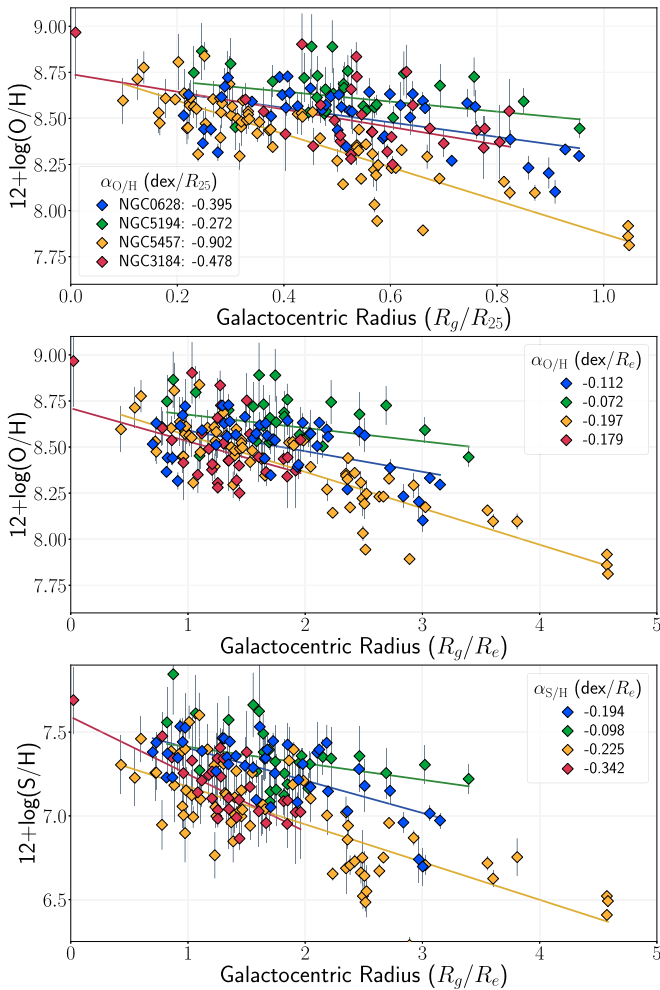 9.00
8.75
8.50
8.25
8.00
7.75
12+log(O/H)
α_O/H (dex/R_25)
NGC0628: -0.395
NGC5194: -0.272
NGC5457: -0.902
NGC3184: -0.478
0.0 0.2 0.4 0.6 0.8 1.0
Galactocentric Radius (R_g/R_25)
9.00
8.75
8.50
8.25
8.00
7.75
12+log(O/H)
α_O/H (dex/R_e)
-0.112
-0.072
-0.197
-0.179
0 1 2 3 4 5
Galactocentric Radius (R_g/R_e)
7.5
7.0
6.5
12+log(S/H)
α_S/H (dex/R_e)
-0.194
-0.098
-0.225
-0.342
0 1 2 3 4 5
Galactocentric Radius (R_g/R_e)